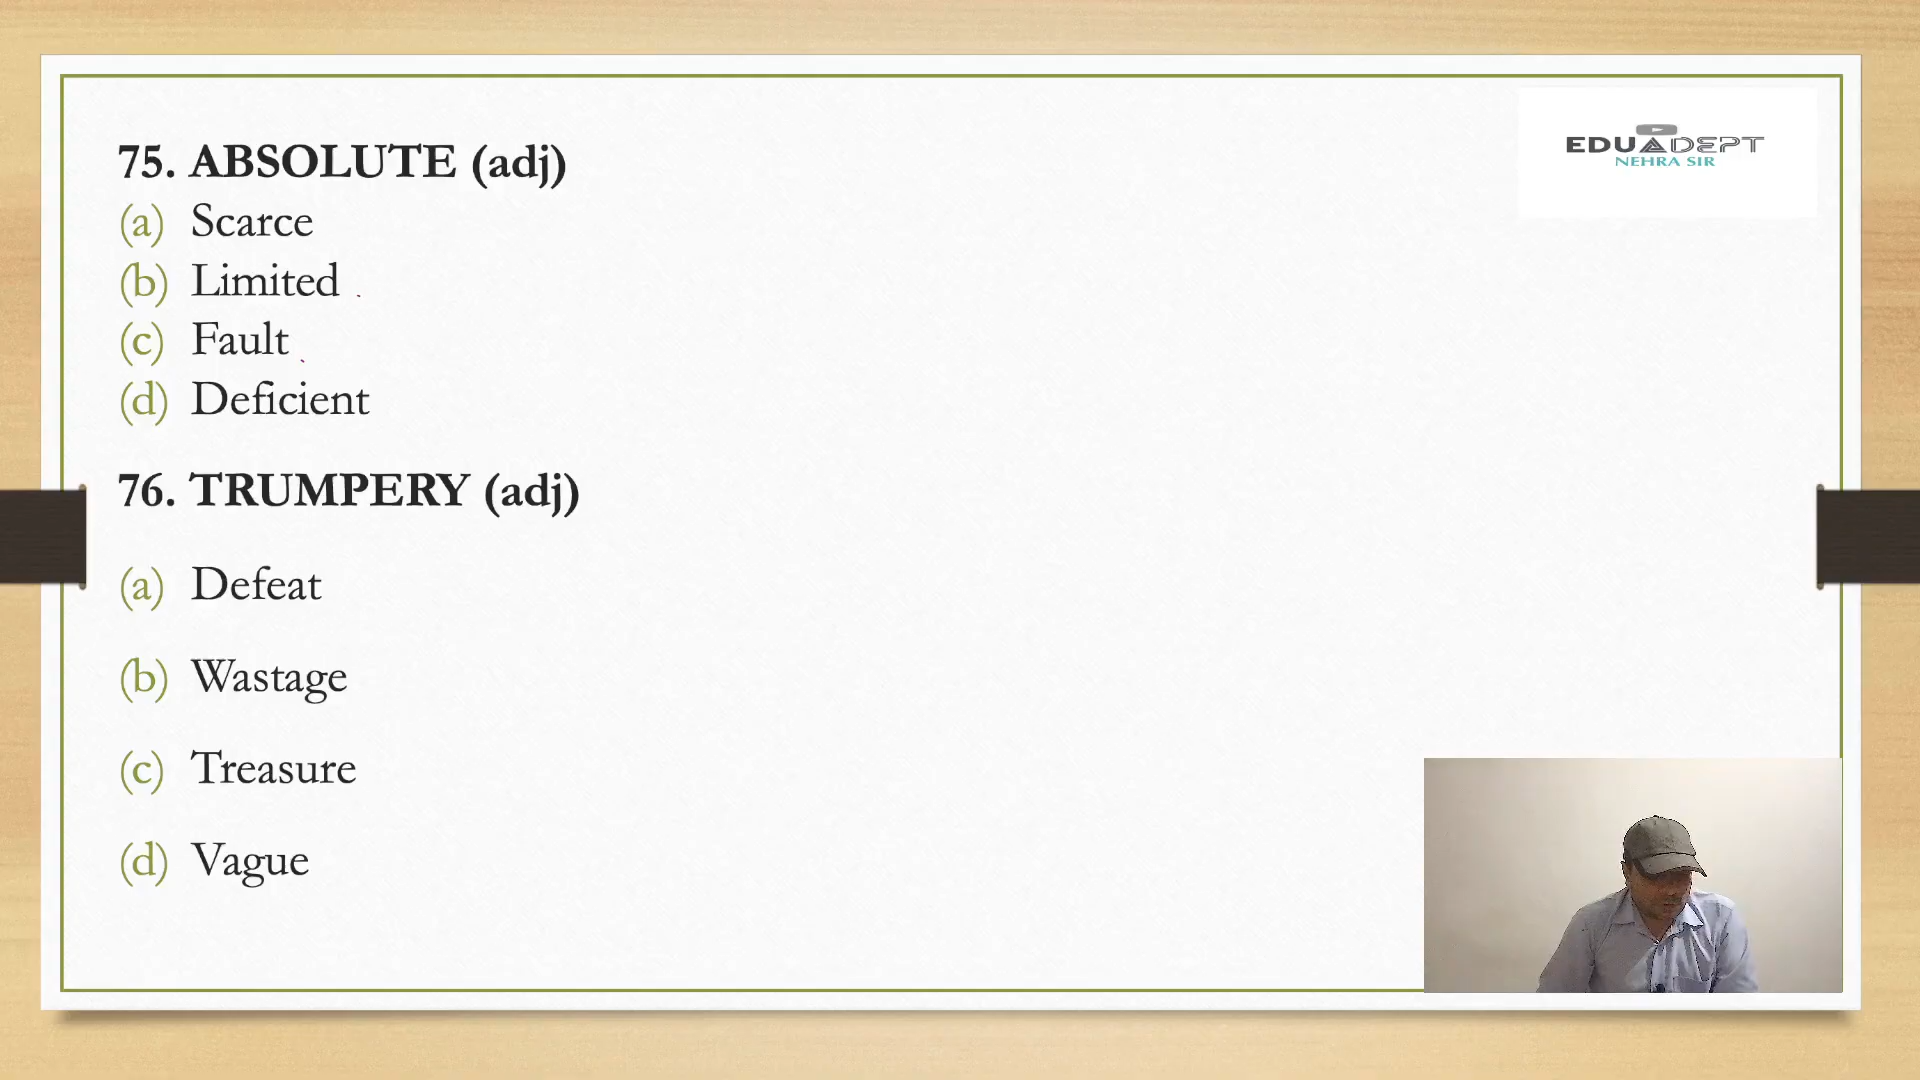 75. ABSOLUTE (adj)
(a) Scarce
(b) Limited
(c) Fault
(d) Deficient
76. TRUMPERY (adj)
(a) Defeat
(b) Wastage
(c) Treasure
(d) Vague
EDUADEPT
NEHRA SIR